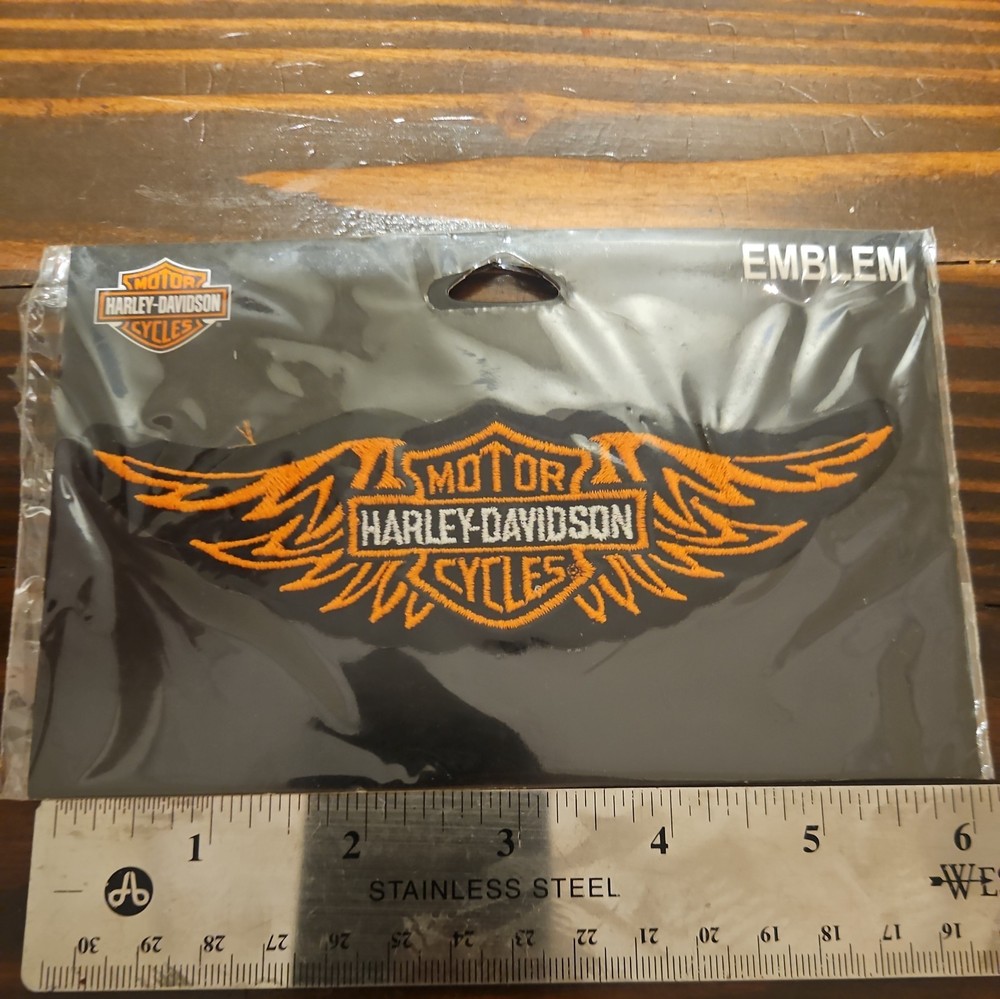 MOTOR
HARLEY-DAVIDSON
CYCLES
EMBLEM
MOTOR
HARLEY-DAVIDSON
CYCLES
®
1 2 3 4 5 6
STAINLESS STEEL
WES
30 29 28 27 26 25 24 23 22 21 20 19 18 17 16